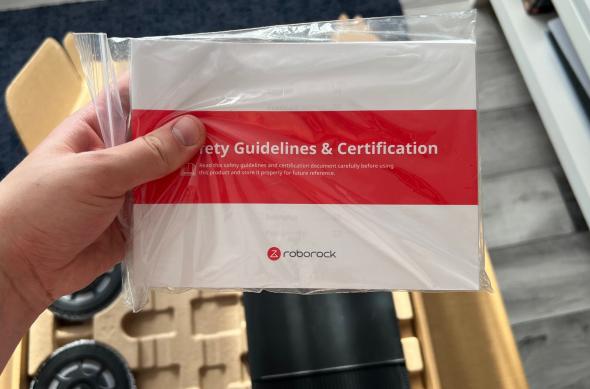 fety Guidelines & Certification
Read this safety guidelines and certification document carefully before using
this product and store it properly for future reference.
roborock